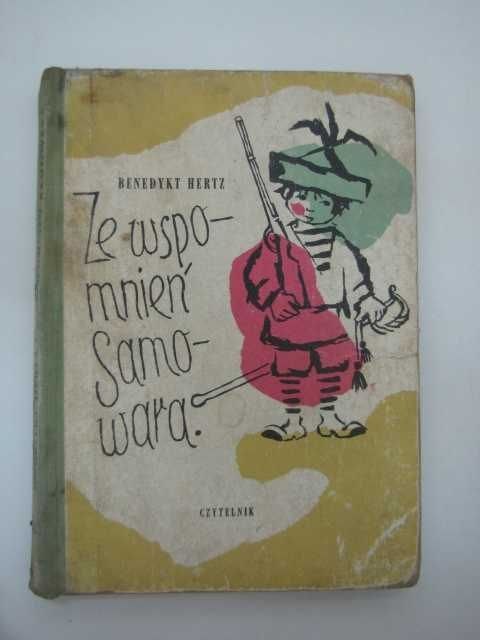 BENEDYKT HERTZ
Ze wspo-
mnień
Samo-
wara.
CZYTELNIK